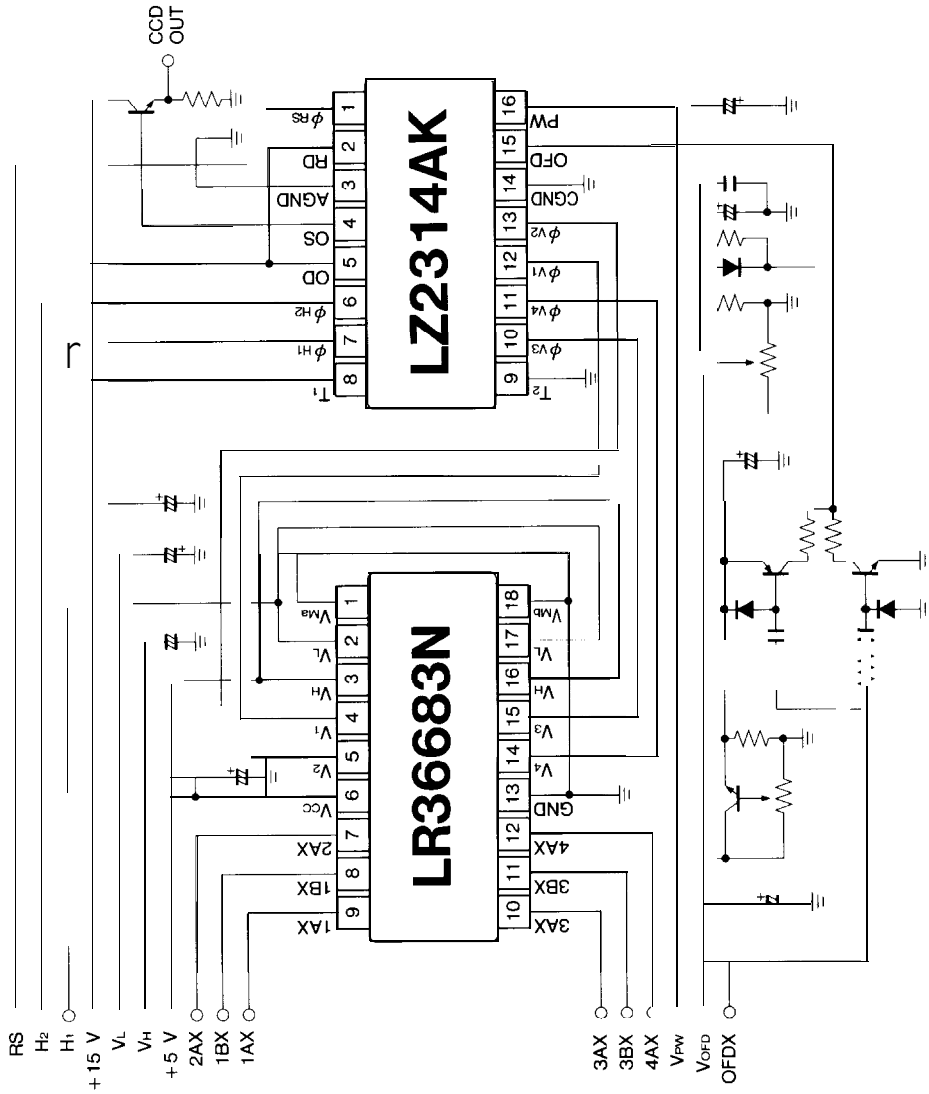 CCD
OUT
LZ2314AK
1
2
3
4
5
6
7
8
φRS
RD
AGND
OS
OD
φH2
φH1
T1
16
15
14
13
12
11
10
9
PW
OFD
CGND
φV2
φV1
φV4
φV3
T2
r
LR36683N
1
2
3
4
5
6
7
8
9
VMa
VL
VH
V1
V2
VCC
2AX
1BX
1AX
18
17
16
15
14
13
12
11
10
VMb
VL
VH
V3
V4
GND
4AX
3BX
3AX
RS
H2
H1
+15 V
VL
VH
+5 V
2AX
1BX
1AX
3AX
3BX
4AX
VPW
VOFD
OFDX
+
+
+
+
+
+
+
+